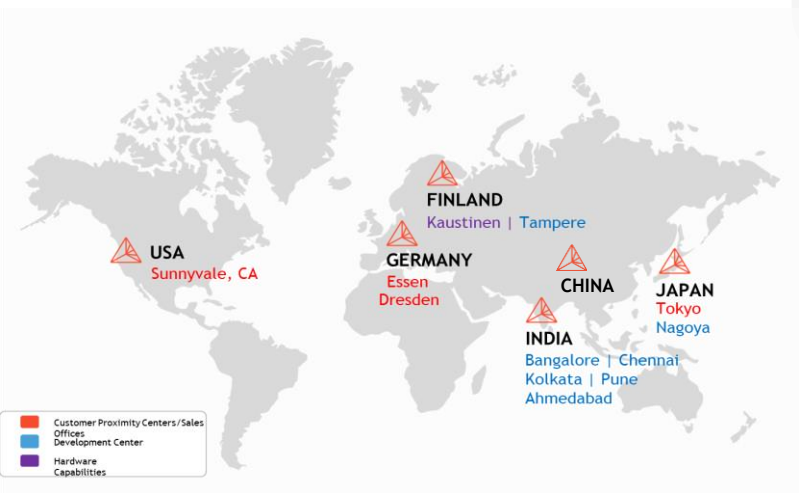 FINLAND
Kaustinen | Tampere
USA
Sunnyvale, CA
GERMANY
Essen
Dresden
CHINA
JAPAN
Tokyo
Nagoya
INDIA
Bangalore | Chennai
Kolkata | Pune
Ahmedabad
Customer Proximity Centers/Sales
Offices
Development Center
Hardware
Capabilities